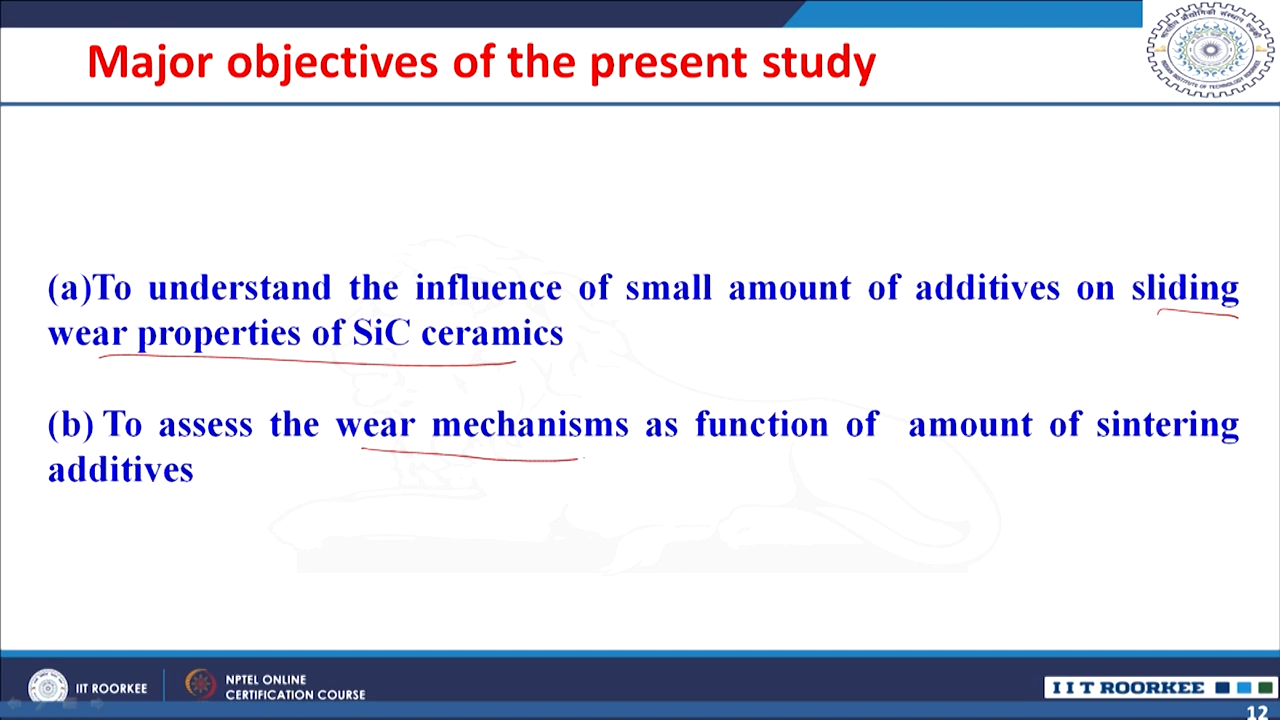 Major objectives of the present study
(a)To understand the influence of small amount of additives on sliding
wear properties of SiC ceramics
(b) To assess the wear mechanisms as function of amount of sintering
additives
IIT ROORKEE
NPTEL ONLINE
CERTIFICATION COURSE
IIT ROORKEE
12